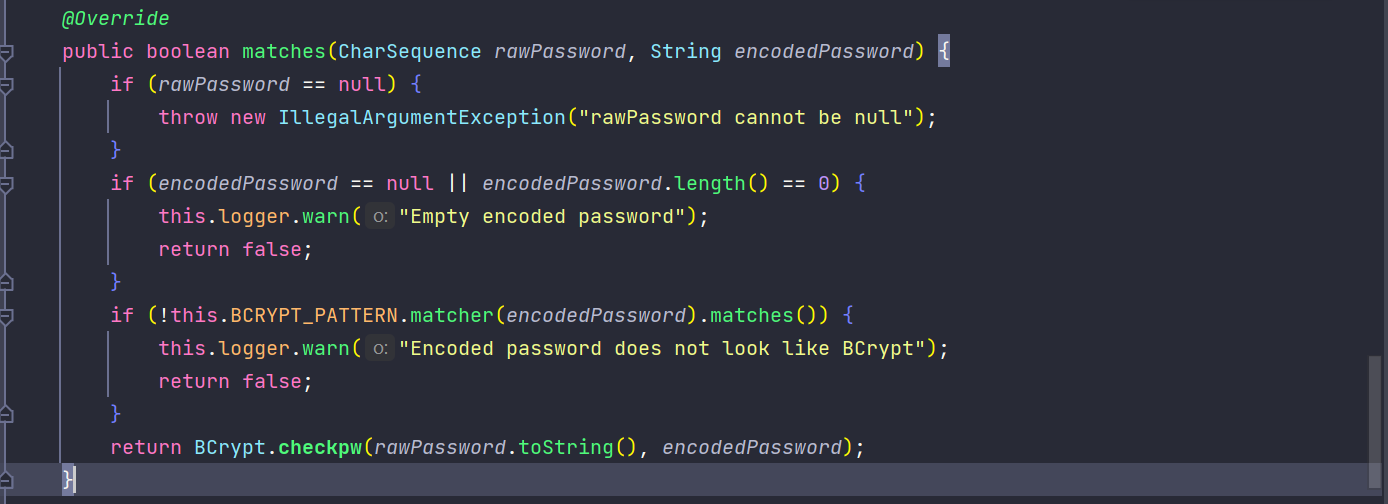 @Override
public boolean matches(CharSequence rawPassword, String encodedPassword) {
if (rawPassword == null) {
throw new IllegalArgumentException("rawPassword cannot be null");
}
if (encodedPassword == null || encodedPassword.length() == 0) {
this.logger.warn( o: "Empty encoded password");
return false;
}
if (!this.BCRYPT_PATTERN.matcher(encodedPassword).matches()) {
this.logger.warn( o: "Encoded password does not look like BCrypt");
return false;
}
return BCrypt.checkpw(rawPassword.toString(), encodedPassword);
}